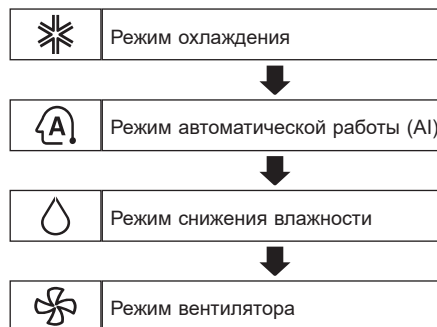 Режим охлаждения
A
Режим автоматической работы (AI)
Режим снижения влажности
Режим вентилятора